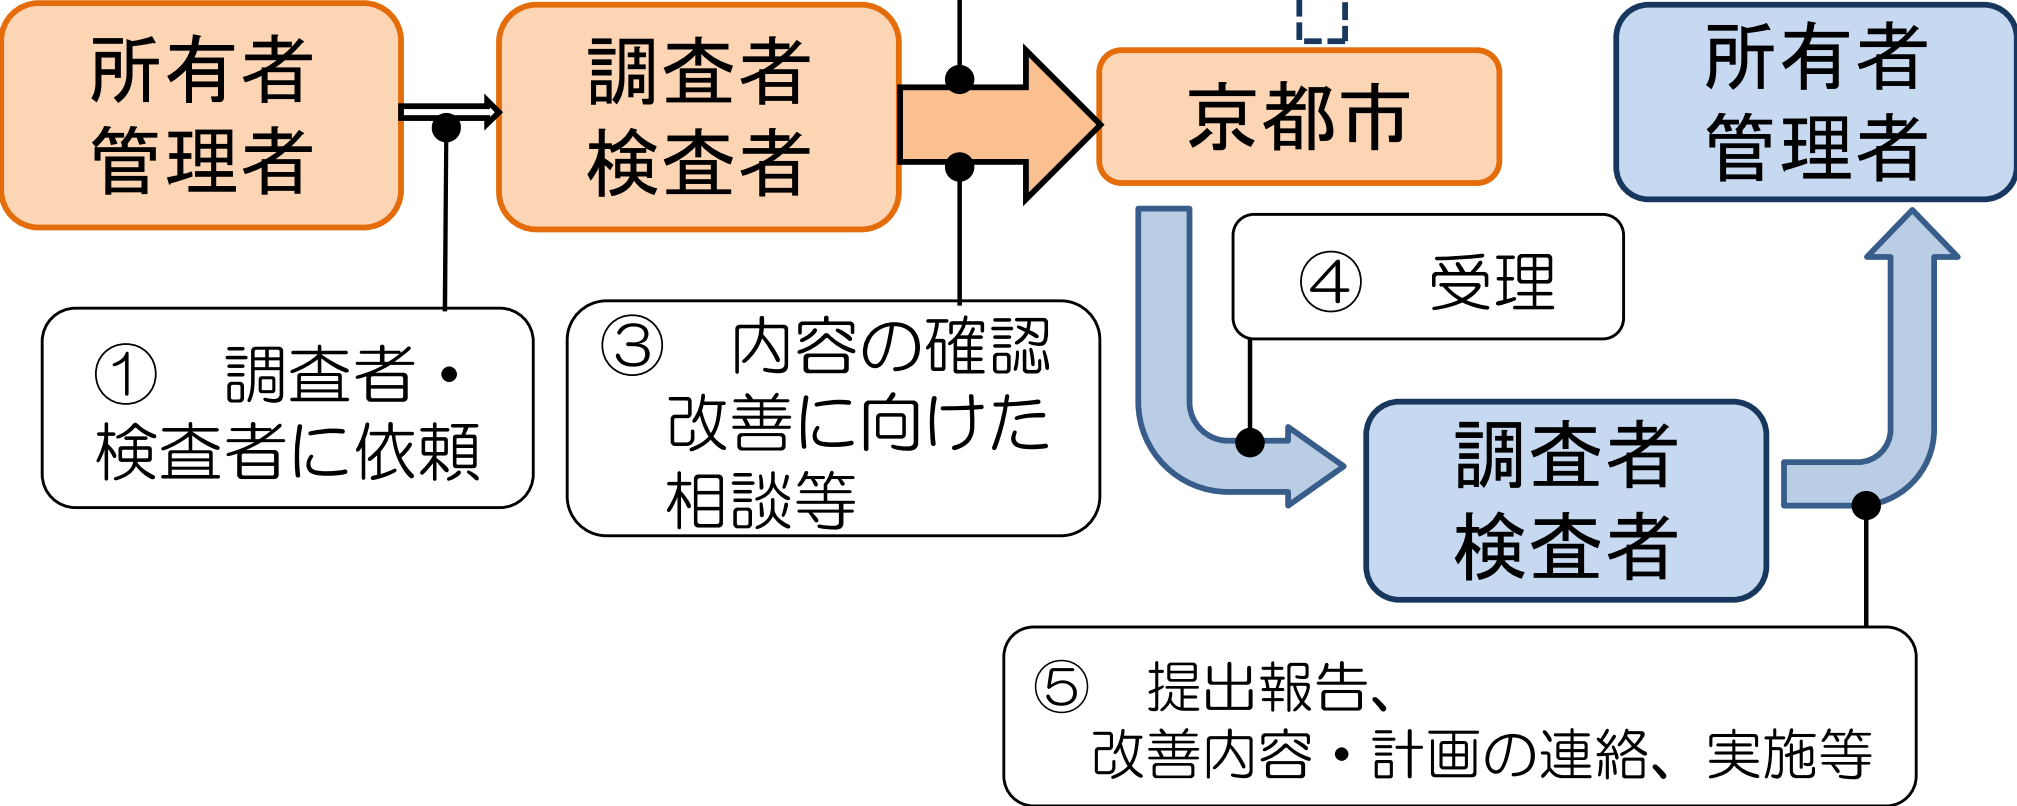 所有者
管理者
調査者
検査者
京都市
所有者
管理者
① 調査者・
検査者に依頼
③ 内容の確認
改善に向けた
相談等
④ 受理
調査者
検査者
⑤ 提出報告、
改善内容・計画の連絡、実施等